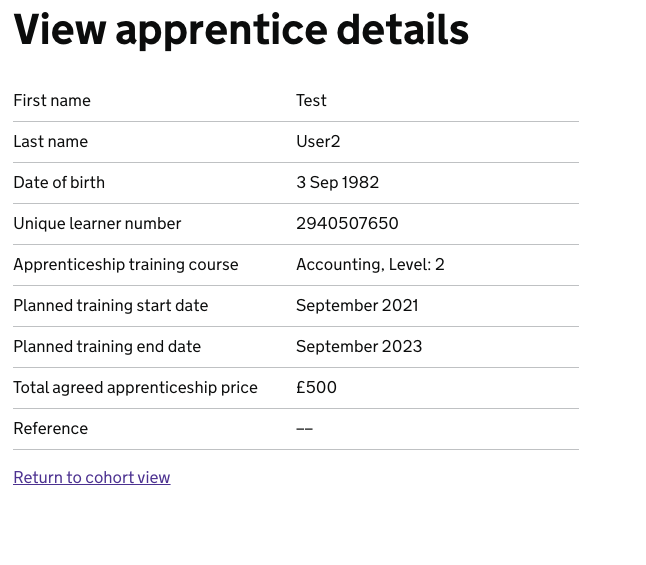 View apprentice details
First name Test
Last name User2
Date of birth 3 Sep 1982
Unique learner number 2940507650
Apprenticeship training course Accounting, Level: 2
Planned training start date September 2021
Planned training end date September 2023
Total agreed apprenticeship price £500
Reference ––
Return to cohort view